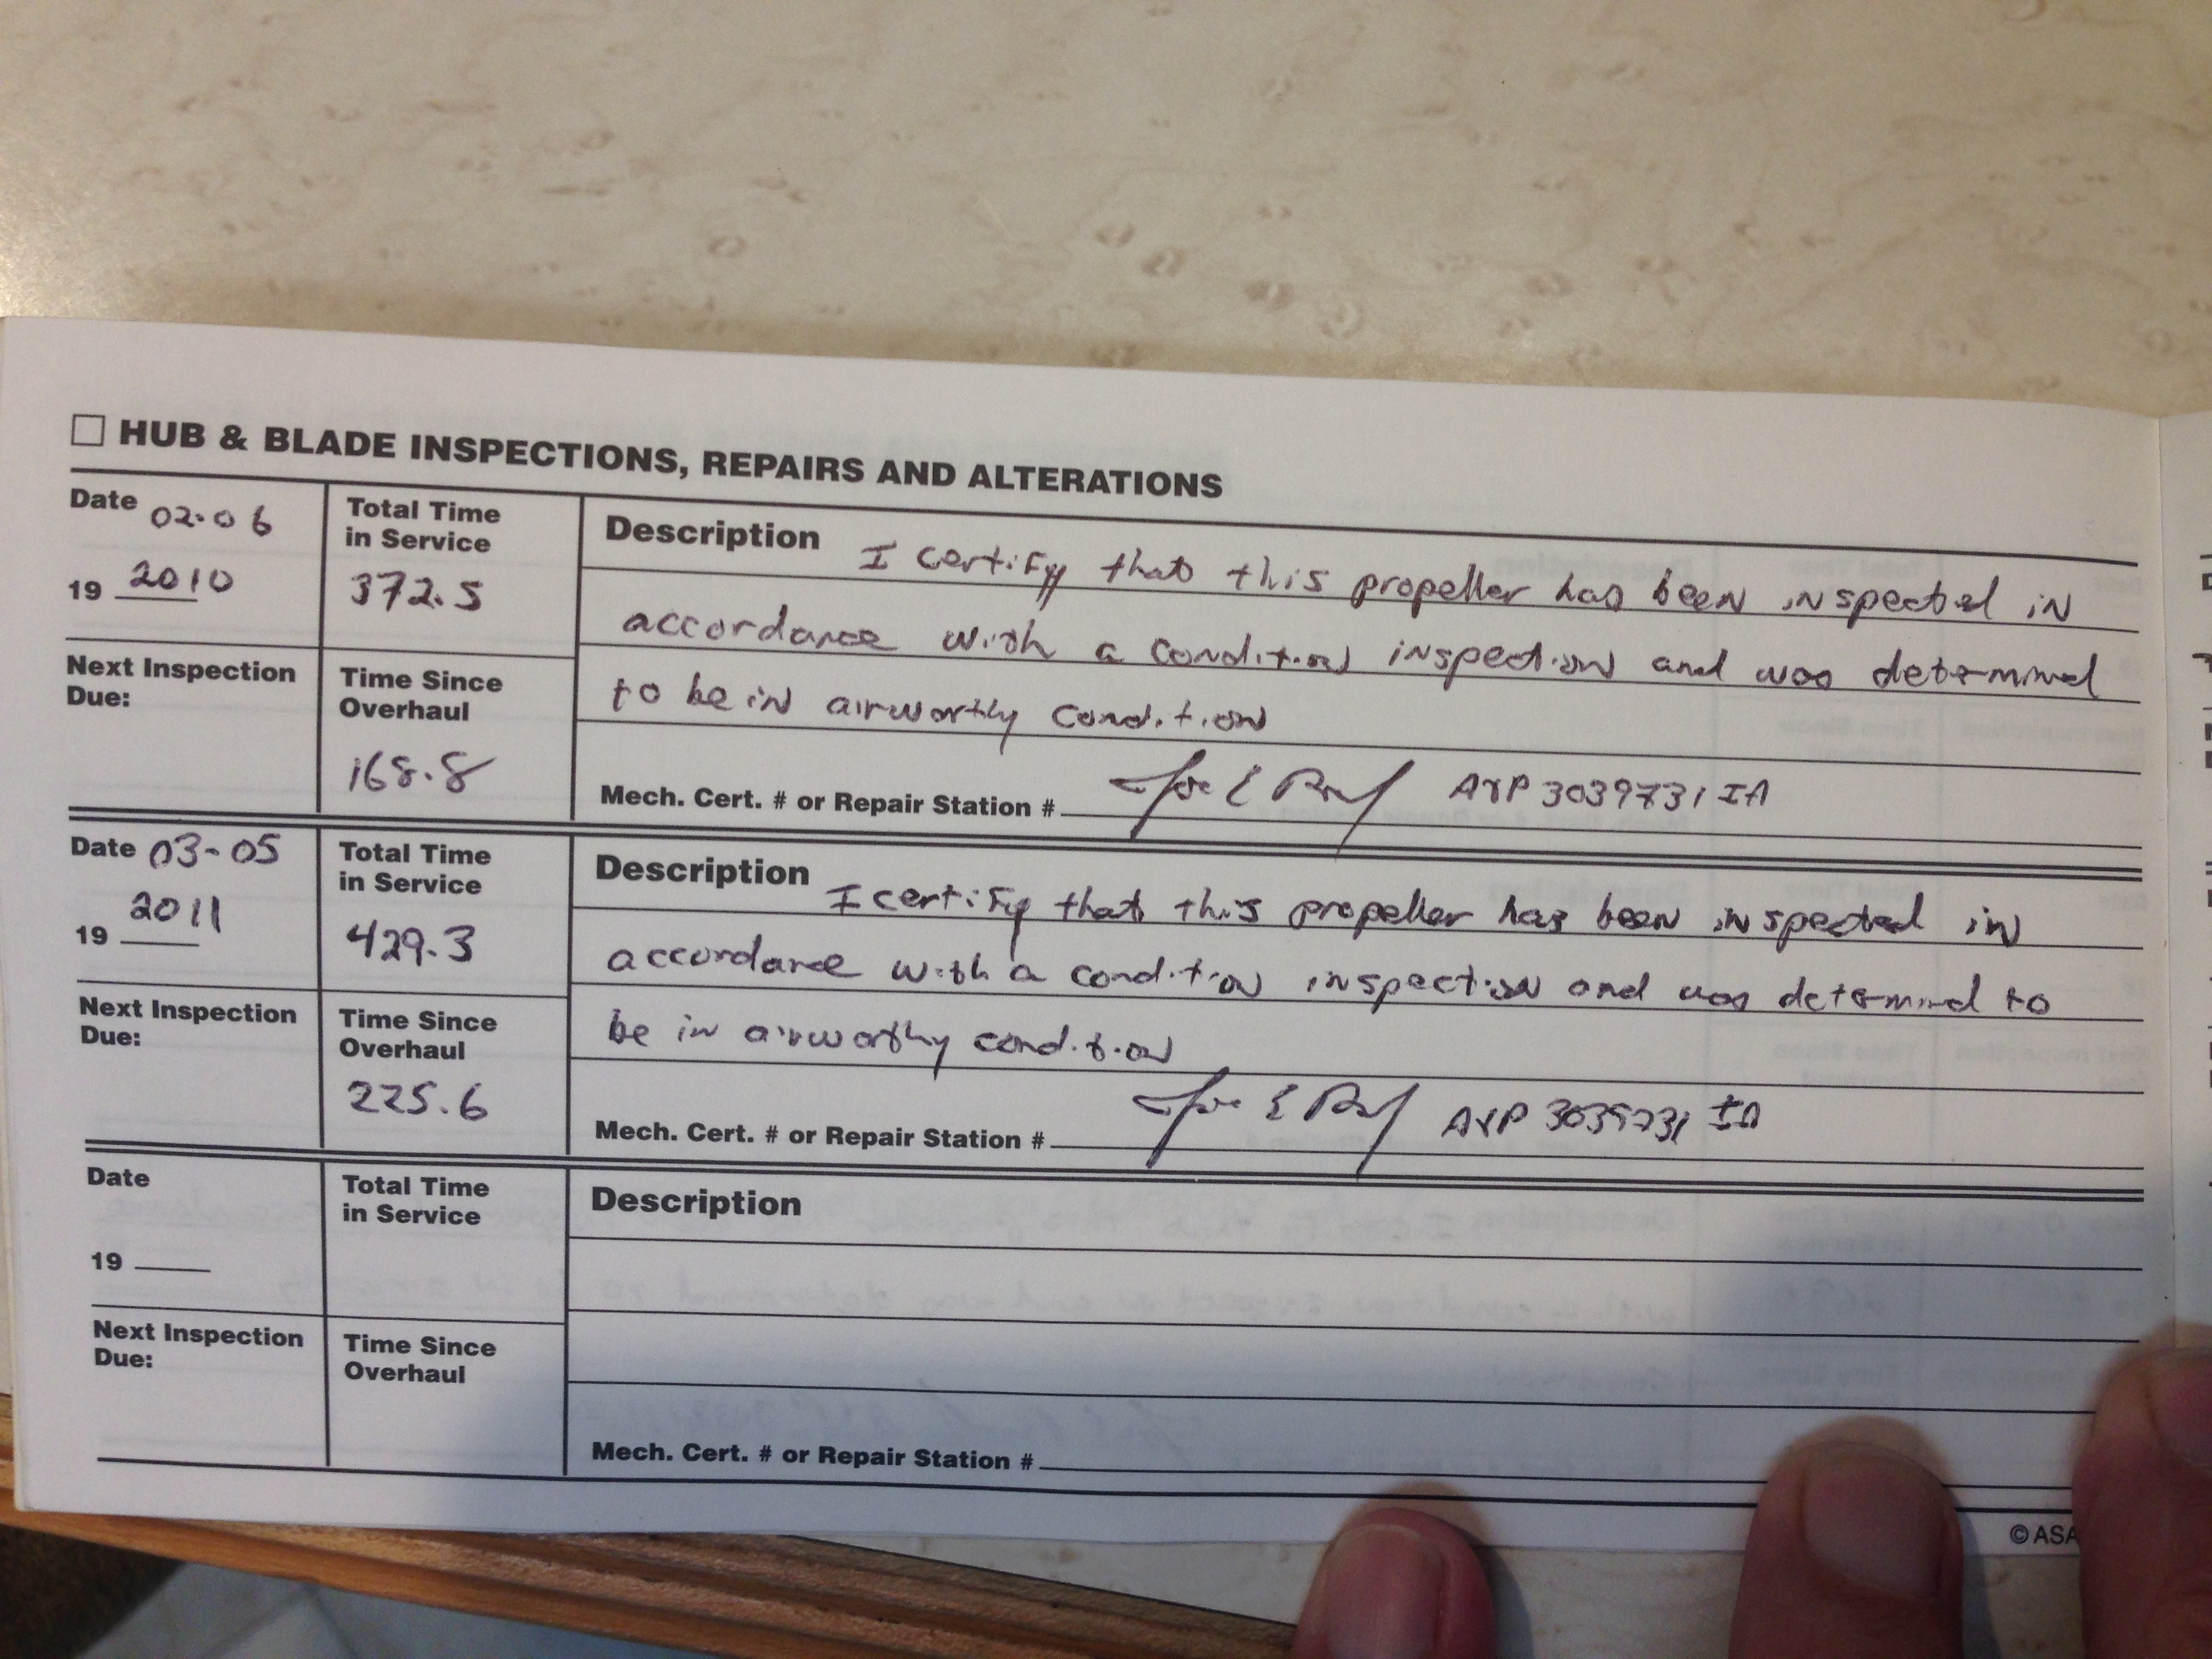 ☐ HUB & BLADE INSPECTIONS, REPAIRS AND ALTERATIONS
Date 02-06
19 2010
Total Time
in Service
372.5
Next Inspection
Due:
Time Since
Overhaul
168.8
Description I certify that this propeller has been inspected in
accordance with a condition inspection and was determined
to be in airworthy condition
Mech. Cert. # or Repair Station # Joe E A&P 3039731 IA
Date 03-05
19 2011
Total Time
in Service
429.3
Next Inspection
Due:
Time Since
Overhaul
225.6
Description I certify that this propeller has been inspected in
accordance with a condition inspection and was determined to
be in airworthy condition
Mech. Cert. # or Repair Station # Joe E A&P 3039731 IA
Date
19
Total Time
in Service
Next Inspection
Due:
Time Since
Overhaul
Description
Mech. Cert. # or Repair Station #
© ASA